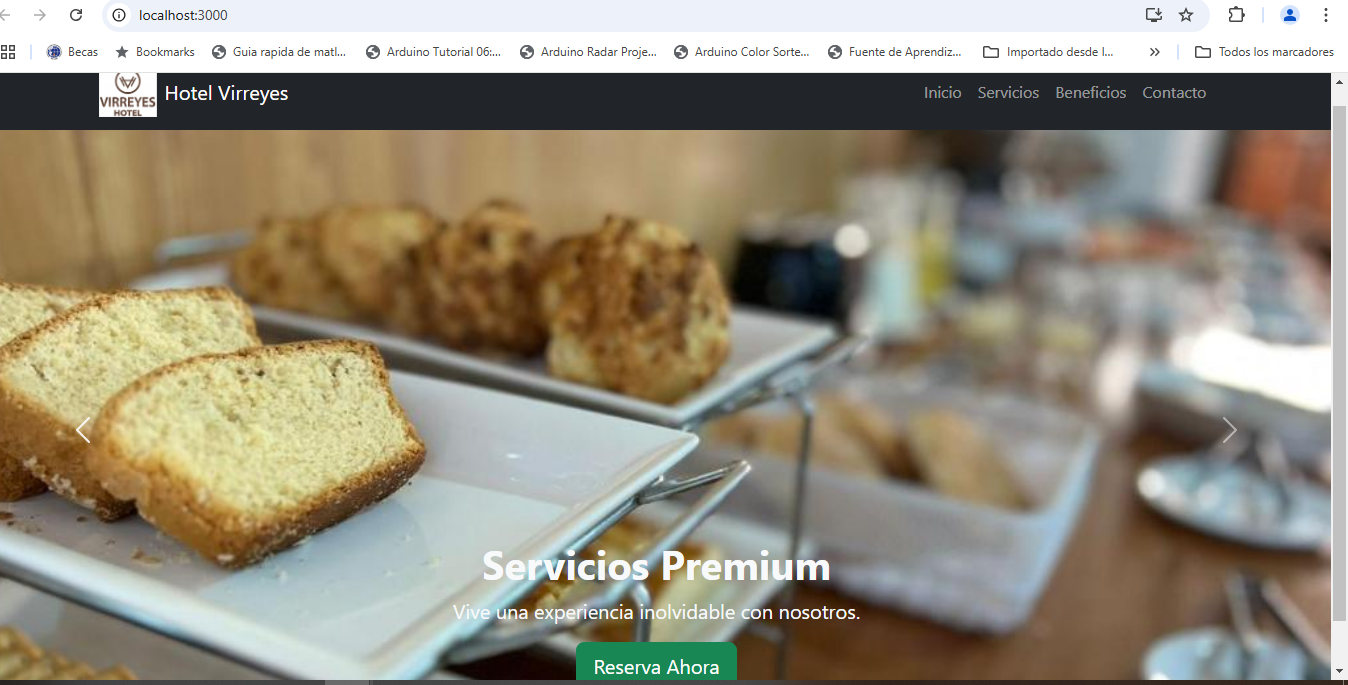 localhost:3000
Becas
Bookmarks
Guia rapida de matl...
Arduino Tutorial 06:...
Arduino Radar Proje...
Arduino Color Sorte...
Fuente de Aprendiz...
Importado desde I...
»
Todos los marcadores
VIRREYES
HOTEL
Hotel Virreyes
Inicio
Servicios
Beneficios
Contacto
Servicios Premium
Vive una experiencia inolvidable con nosotros.
Reserva Ahora